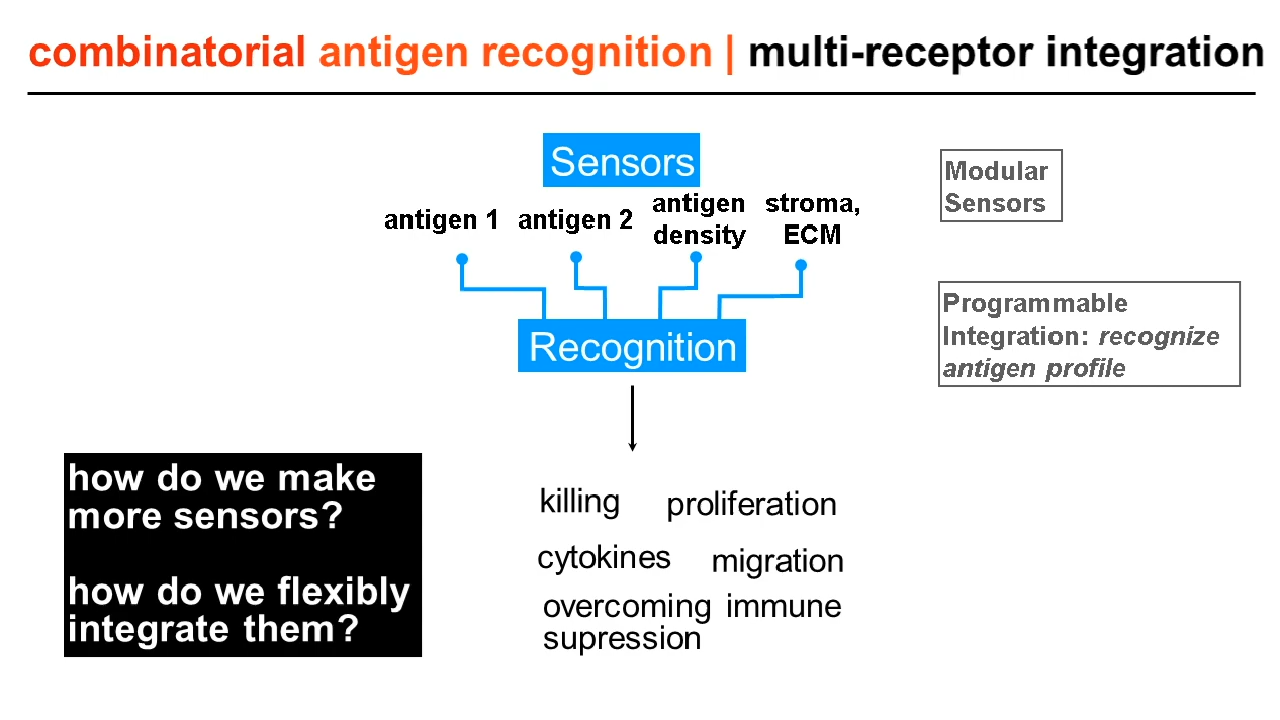 combinatorial antigen recognition | multi-receptor integration
Sensors
antigen 1
antigen 2
antigen
density
stroma,
ECM
Modular
Sensors
Recognition
Programmable
Integration: recognize
antigen profile
how do we make
more sensors?
how do we flexibly
integrate them?
killing
proliferation
cytokines
migration
overcoming immune
supression